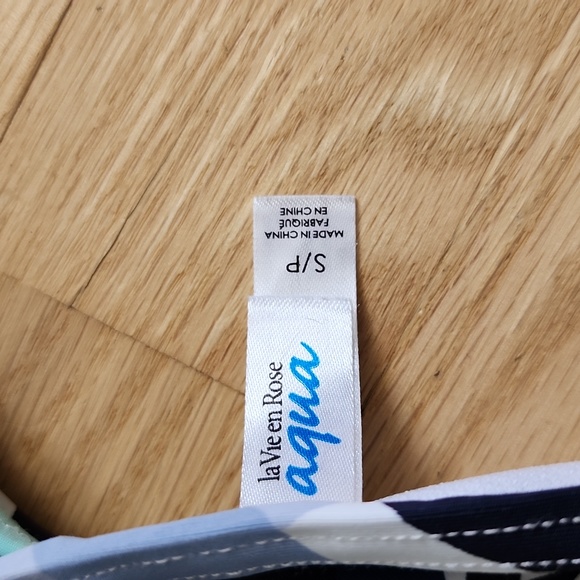 S/P
MADE IN CHINA
FABRIQUÉ
EN CHINE
la Vie en Rose
aqua